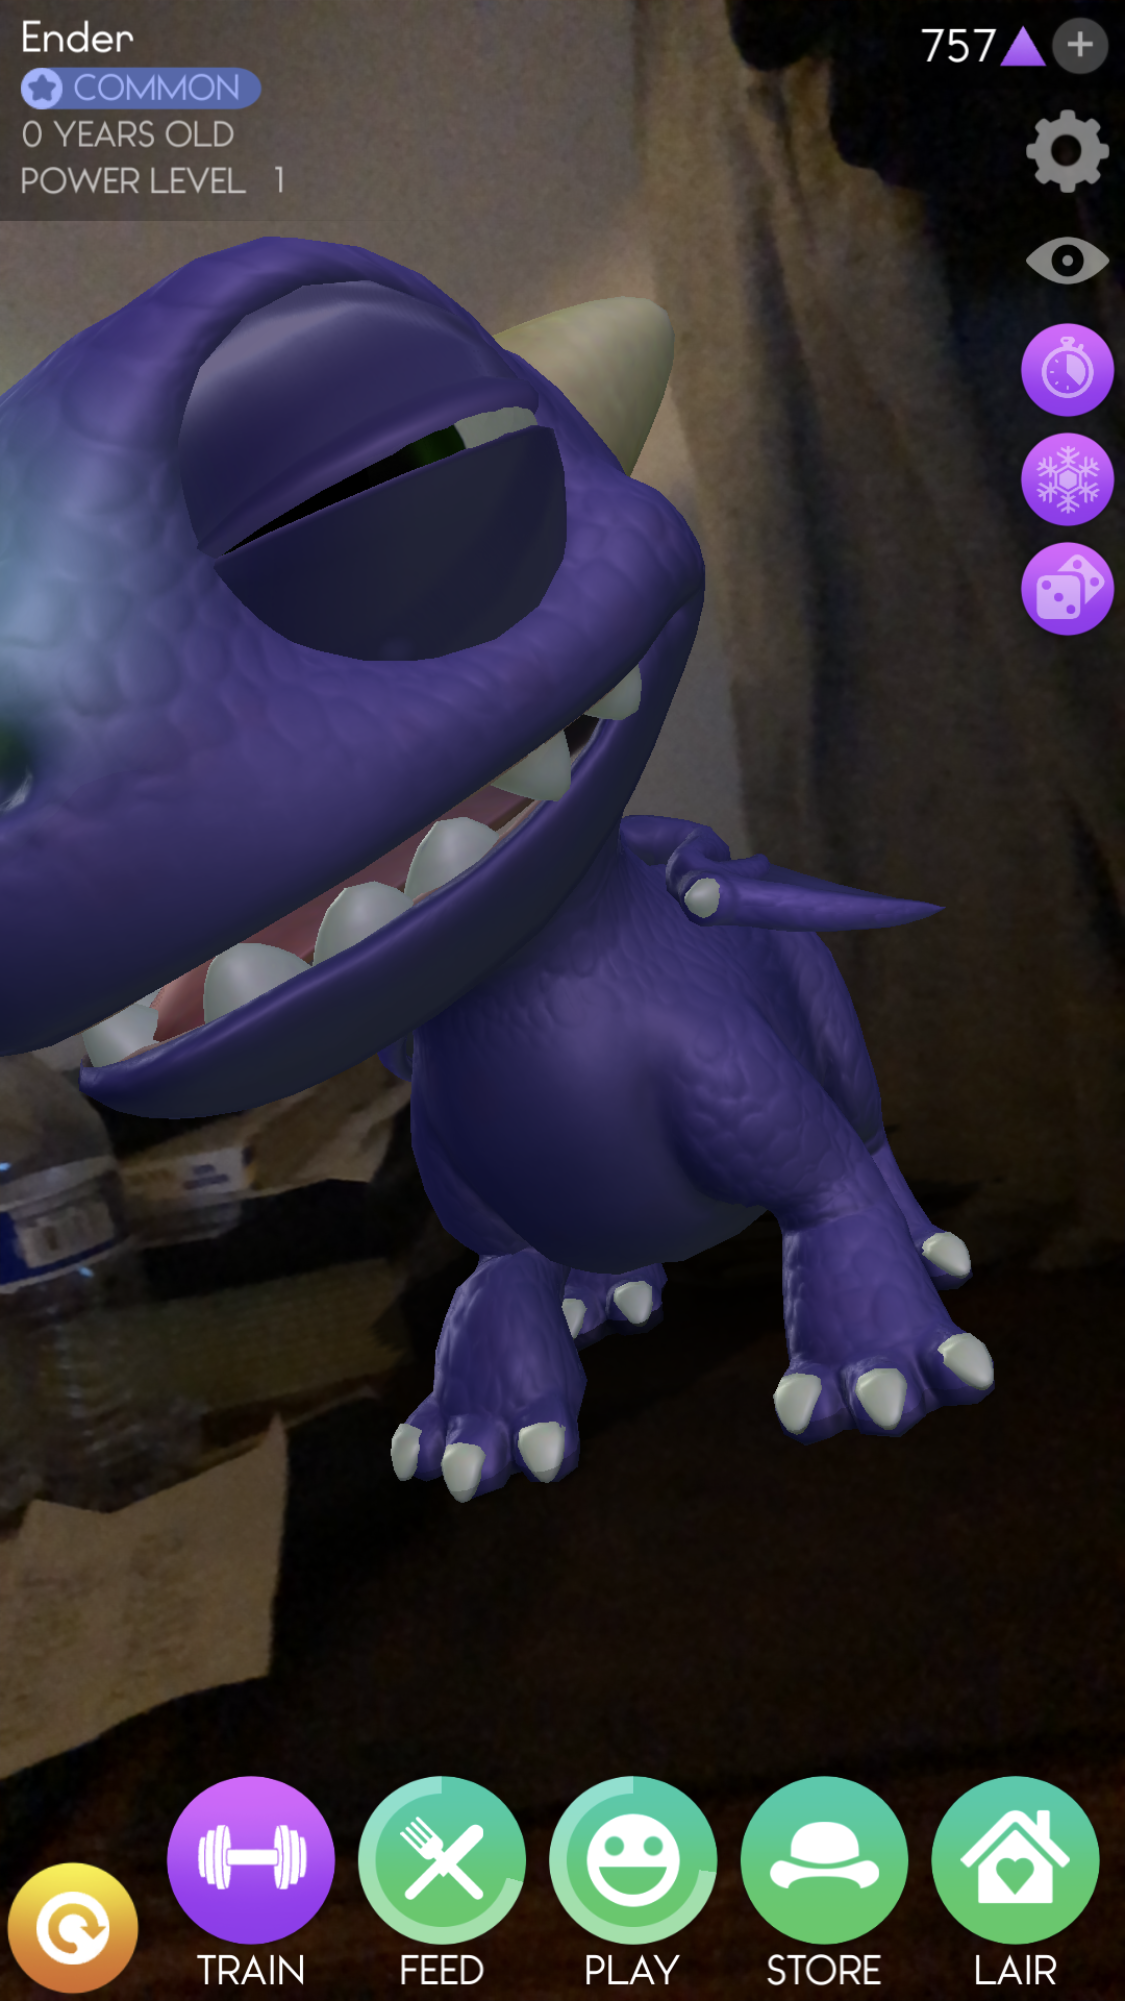 Ender
757
COMMON
0 YEARS OLD
POWER LEVEL 1
TRAIN
FEED
PLAY
STORE
LAIR